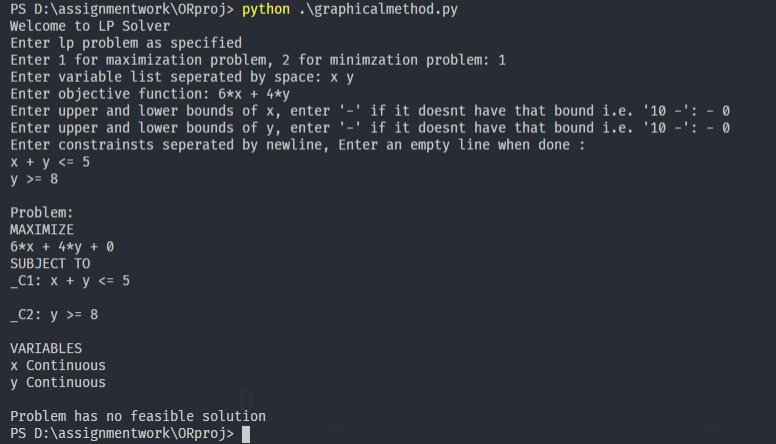 PS D:\assignmentwork\ORproj> python .\graphicalmethod.py
Welcome to LP Solver
Enter lp problem as specified
Enter 1 for maximization problem, 2 for minimzation problem: 1
Enter variable list seperated by space: x y
Enter objective function: 6*x + 4*y
Enter upper and lower bounds of x, enter '-' if it doesnt have that bound i.e. '10 -': - 0
Enter upper and lower bounds of y, enter '-' if it doesnt have that bound i.e. '10 -': - 0
Enter constrainsts seperated by newline, Enter an empty line when done :
x + y <= 5
y >= 8
Problem:
MAXIMIZE
6*x + 4*y + 0
SUBJECT TO
_C1: x + y <= 5
_C2: y >= 8
VARIABLES
x Continuous
y Continuous
Problem has no feasible solution
PS D:\assignmentwork\ORproj>